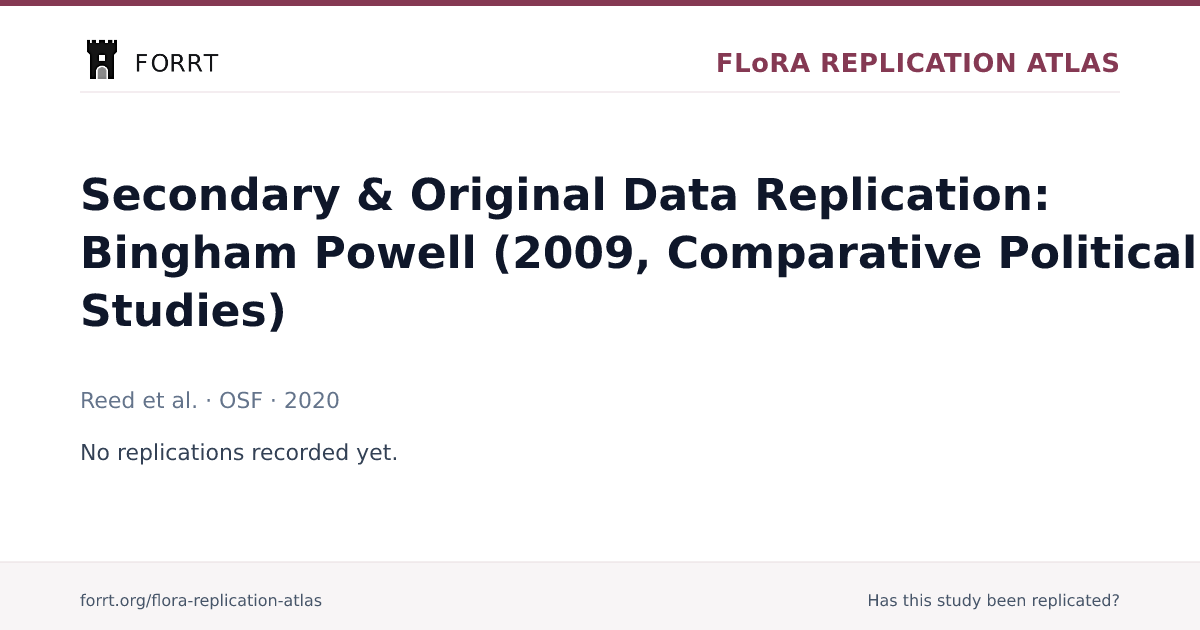 FORRT
FLoRA REPLICATION ATLAS
Secondary & Original Data Replication:
Bingham Powell (2009, Comparative Political
Studies)
Reed et al. · OSF · 2020
No replications recorded yet.
forrt.org/flora-replication-atlas
Has this study been replicated?